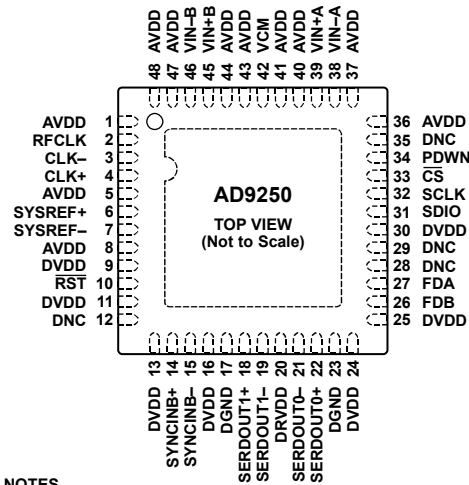 48 AVDD
47 AVDD
46 VIN–B
45 VIN+B
44 AVDD
43 AVDD
42 VCM
41 AVDD
40 AVDD
39 VIN+A
38 VIN–A
37 AVDD
AVDD 1
RFCLK 2
CLK– 3
CLK+ 4
AVDD 5
SYSREF+ 6
SYSREF– 7
AVDD 8
DVDD 9
RST 10
DVDD 11
DNC 12
AD9250
TOP VIEW
(Not to Scale)
36 AVDD
35 DNC
34 PDWN
33 CS
32 SCLK
31 SDIO
30 DVDD
29 DNC
28 DNC
27 FDA
26 FDB
25 DVDD
DVDD 13
SYNCINB+ 14
SYNCINB– 15
DVDD 16
DGND 17
SERDOUT1+ 18
SERDOUT1– 19
DRVDD 20
SERDOUT0– 21
SERDOUT0+ 22
DGND 23
DVDD 24
NOTES